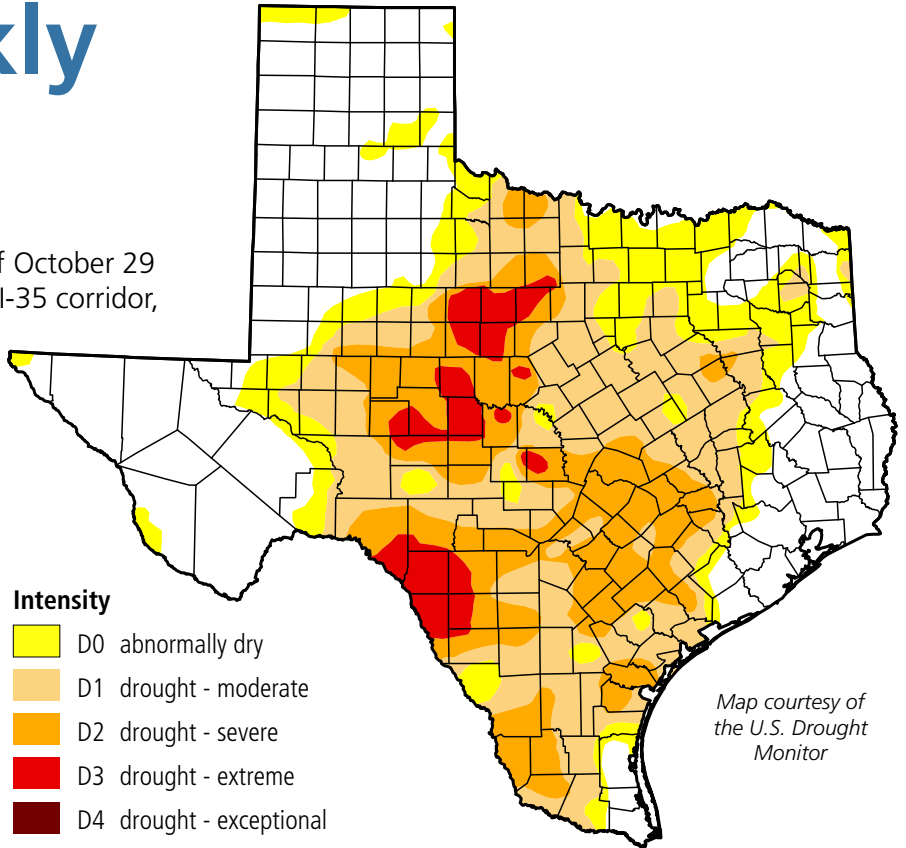 kly
f October 29
I-35 corridor,
Intensity
D0 abnormally dry
D1 drought - moderate
D2 drought - severe
D3 drought - extreme
D4 drought - exceptional
Map courtesy of
the U.S. Drought
Monitor